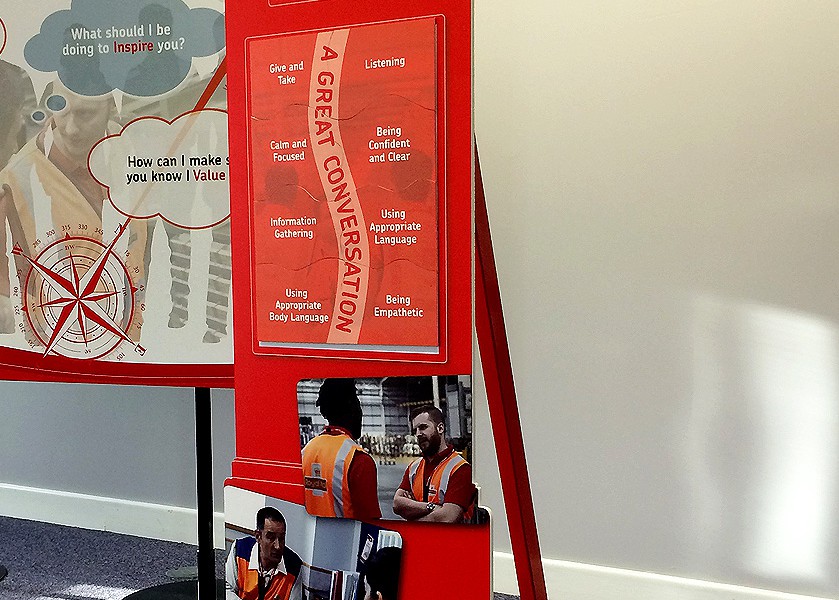 What should I be
doing to Inspire you?
How can I make
you know I Value
A GREAT CONVERSATION
Give and
Take
Listening
Calm and
Focused
Being
Confident
and Clear
Information
Gathering
Using
Appropriate
Language
Using
Appropriate
Body Language
Being
Empathetic